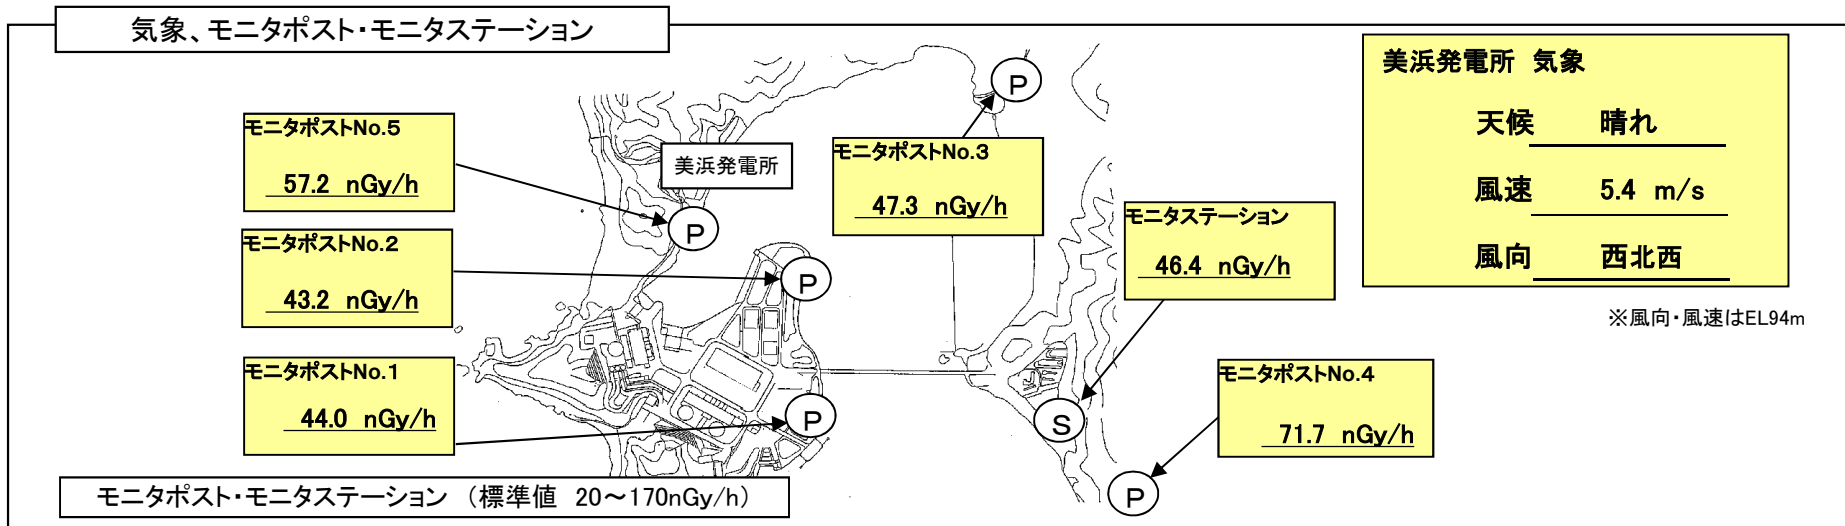 気象、モニタポスト・モニタステーション
美浜発電所 気象
天候 晴れ
風速 5.4 m/s
風向 西北西
※風向・風速はEL94m
モニタポストNo.5
57.2 nGy/h
美浜発電所
モニタポストNo.3
47.3 nGy/h
モニタポストNo.2
43.2 nGy/h
モニタステーション
46.4 nGy/h
モニタポストNo.1
44.0 nGy/h
モニタポストNo.4
71.7 nGy/h
P
P
P
P
S
P
モニタポスト・モニタステーション (標準値 20～170nGy/h)